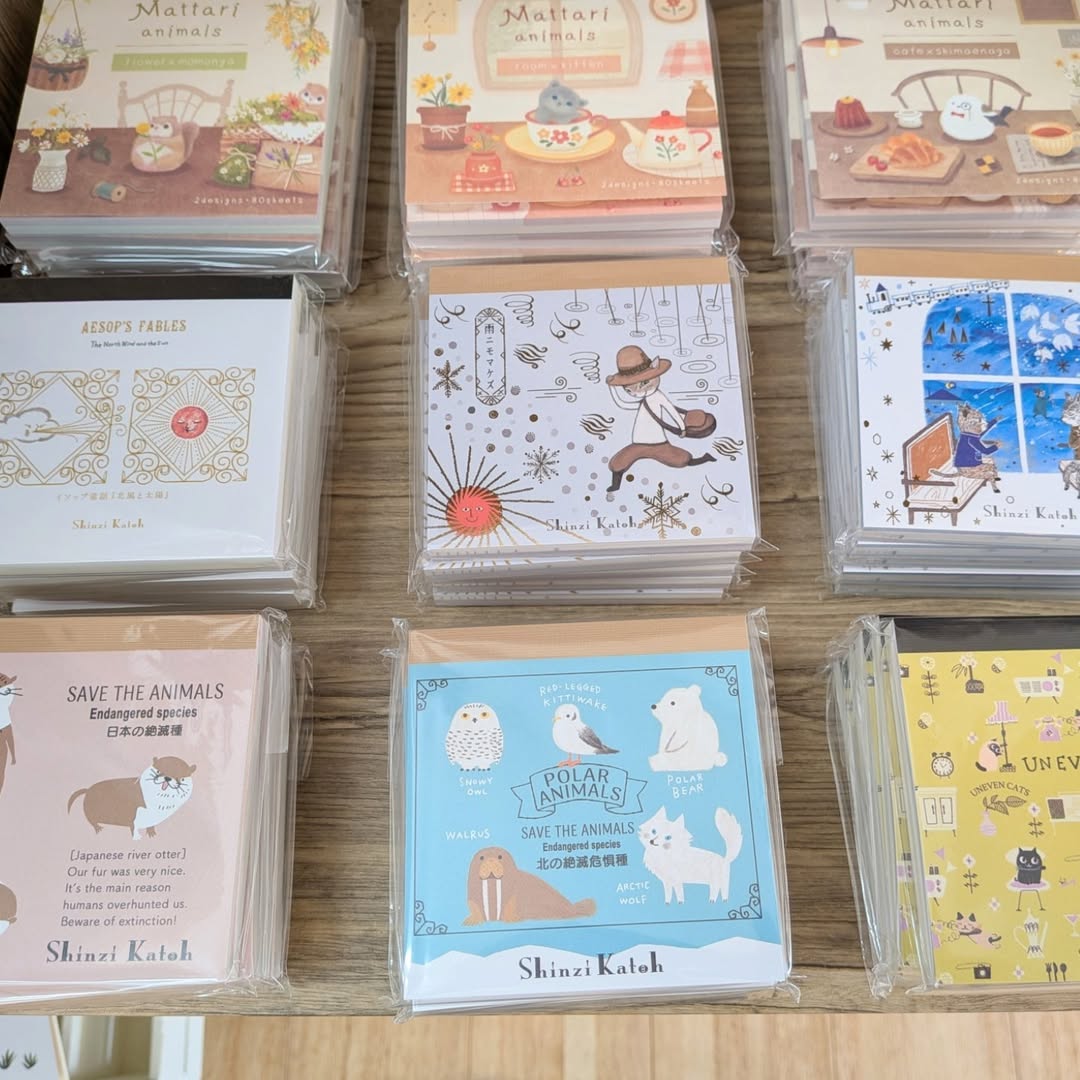 Mattari
animals
flower×momonga
2designs・80sheets
Mattari
animals
room×kitten
2designs・80sheets
Mattari
animals
cafe×shimaenaga
2designs・80sheets
AESOP'S FABLES
The North Wind and the Sun
イソップ童話『北風と太陽』
Shinzi Katoh
雨ニモマケズ
Shinzi Katoh
Shinzi Katoh
SAVE THE ANIMALS
Endangered species
日本の絶滅種
[Japanese river otter]
Our fur was very nice.
It's the main reason
humans overhunted us.
Beware of extinction!
Shinzi Katoh
SNOWY
OWL
RED-LEGGED
KITTIWAKE
POLAR
BEAR
POLAR
ANIMALS
SAVE THE ANIMALS
Endangered species
北の絶滅危惧種
WALRUS
ARCTIC
WOLF
Shinzi Katoh
UNEV
UNEVEN CATS